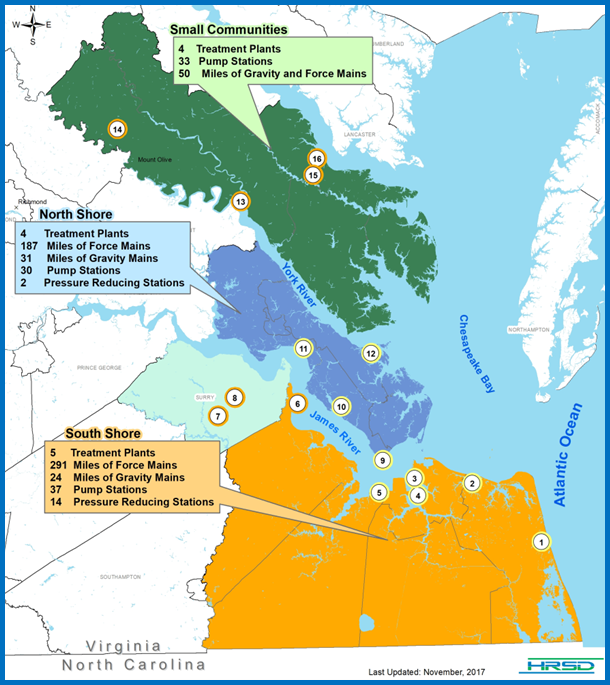 N
W E
S
Small Communities
4 Treatment Plants
33 Pump Stations
50 Miles of Gravity and Force Mains
LANCASTER
ACCOMACK
14
Mount Olive
16
15
Richmond
13
North Shore
4 Treatment Plants
187 Miles of Force Mains
31 Miles of Gravity Mains
30 Pump Stations
2 Pressure Reducing Stations
York River
Chesapeake Bay
NORTHAMPTON
11
12
PRINCE GEORGE
SURRY
8
7
6
10
James River
Atlantic Ocean
South Shore
5 Treatment Plants
291 Miles of Force Mains
24 Miles of Gravity Mains
37 Pump Stations
14 Pressure Reducing Stations
9
3
2
5
4
1
SOUTHAMPTON
Virginia
North Carolina
Last Updated: November, 2017
HRSD